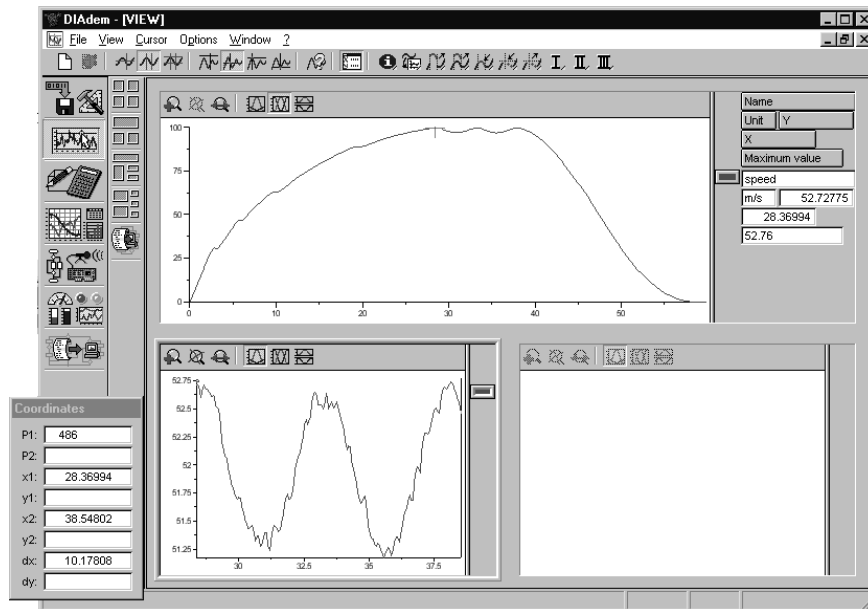 DIAdem - [VIEW]
File View Cursor Options Window ?
I. II. III.
100
75
50
25
0
0 10 20 30 40 50
Name
Unit Y
X
Maximum value
speed
m/s 52.72775
28.36994
52.76
52.75
52.5
52.25
52
51.75
51.5
51.25
30 32.5 35 37.5
Coordinates
P1: 486
P2:
x1: 28.36994
y1:
x2: 38.54802
y2:
dx: 10.17808
dy: